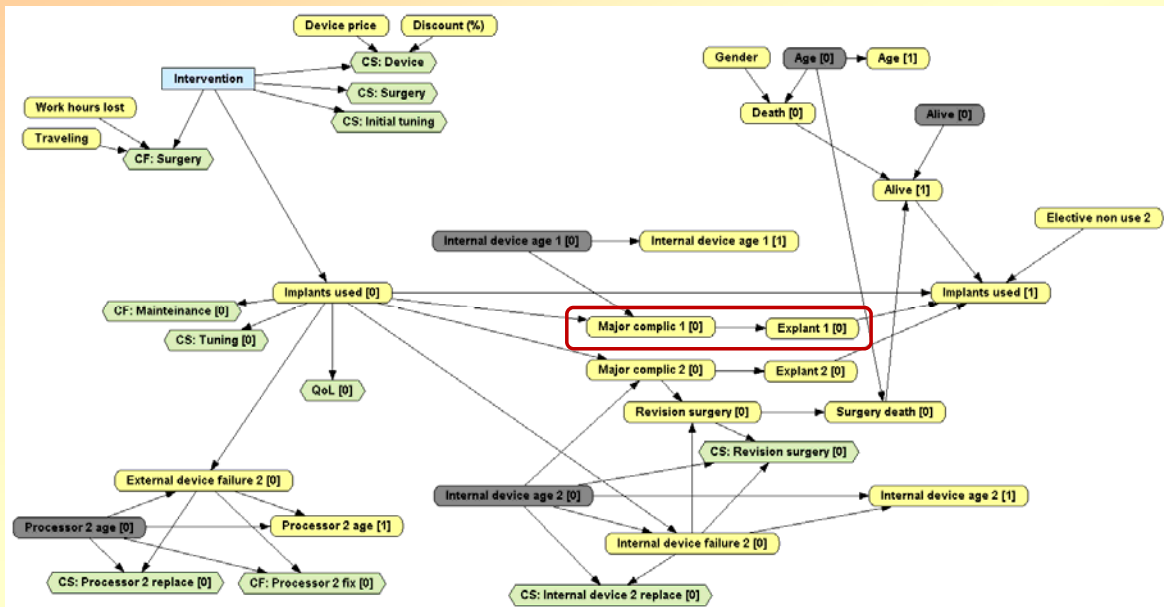 Device price
Discount (%)
CS: Device
Gender
Age [0]
Age [1]
Intervention
CS: Surgery
Work hours lost
CS: Initial tuning
Death [0]
Alive [0]
Traveling
CF: Surgery
Alive [1]
Elective non use 2
Internal device age 1 [0]
Internal device age 1 [1]
Implants used [0]
Implants used [1]
CF: Mainteinance [0]
Major complic 1 [0]
Explant 1 [0]
CS: Tuning [0]
Major complic 2 [0]
Explant 2 [0]
QoL [0]
Revision surgery [0]
Surgery death [0]
CS: Revision surgery [0]
External device failure 2 [0]
Internal device age 2 [0]
Internal device age 2 [1]
Processor 2 age [0]
Processor 2 age [1]
Internal device failure 2 [0]
CS: Processor 2 replace [0]
CF: Processor 2 fix [0]
CS: Internal device 2 replace [0]